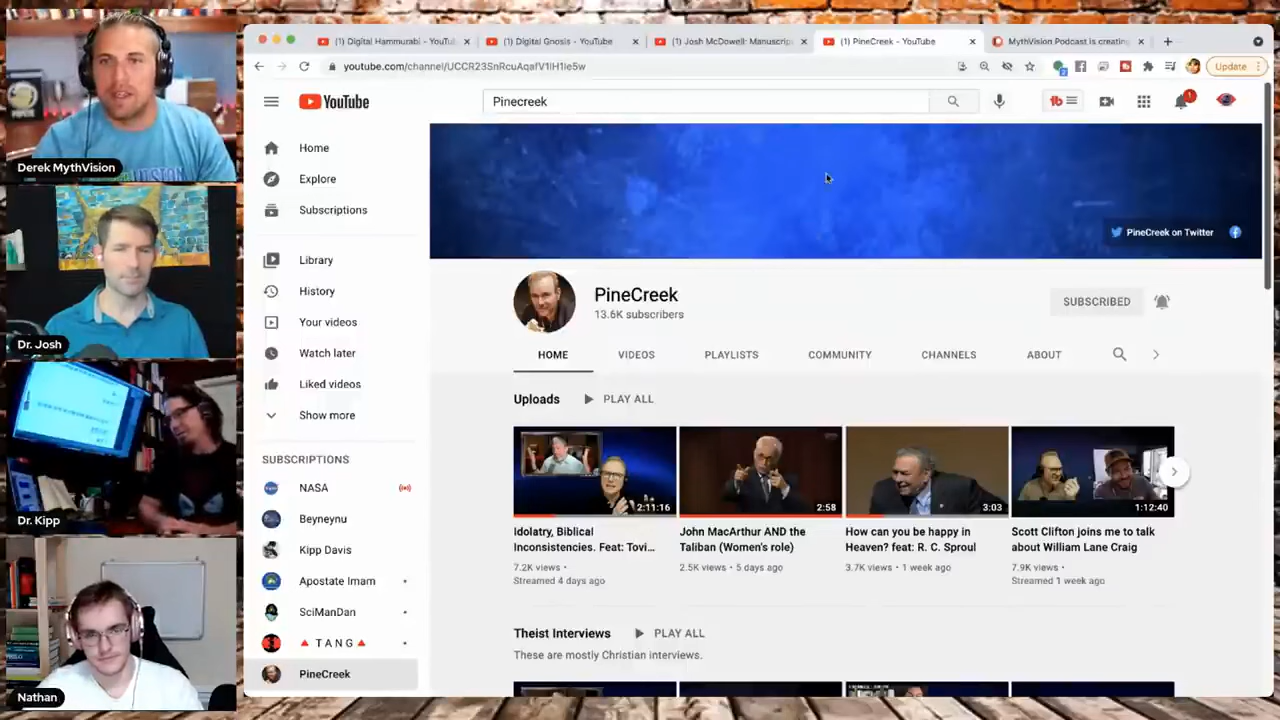 Derek MythVision
Dr. Josh
Dr. Kipp
Nathan
(1) Digital Hammurabi - YouTu
(1) Digital Gnosis - YouTube
(1) Josh McDowell: Manuscrip
(1) PineCreek - YouTube
MythVision Podcast is creating
youtube.com/channel/UCCR23SnRcuAqafV1lH1Ie5w
Update
YouTube
Pinecreek
tb
1
Home
Explore
Subscriptions
Library
History
Your videos
Watch later
Liked videos
Show more
SUBSCRIPTIONS
NASA
Beyneynu
Kipp Davis
Apostate Imam
SciManDan
🔺 T A N G 🔺
PineCreek
PineCreek on Twitter
PineCreek
13.6K subscribers
SUBSCRIBED
HOME VIDEOS PLAYLISTS COMMUNITY CHANNELS ABOUT
Uploads PLAY ALL
2:11:16
2:58
3:03
1:12:40
Idolatry, Biblical
Inconsistencies. Feat: Tovi...
7.2K views •
Streamed 4 days ago
John MacArthur AND the
Taliban (Women's role)
2.5K views • 5 days ago
How can you be happy in
Heaven? feat: R. C. Sproul
3.7K views • 1 week ago
Scott Clifton joins me to talk
about William Lane Craig
7.9K views •
Streamed 1 week ago
Theist Interviews PLAY ALL
These are mostly Christian interviews.